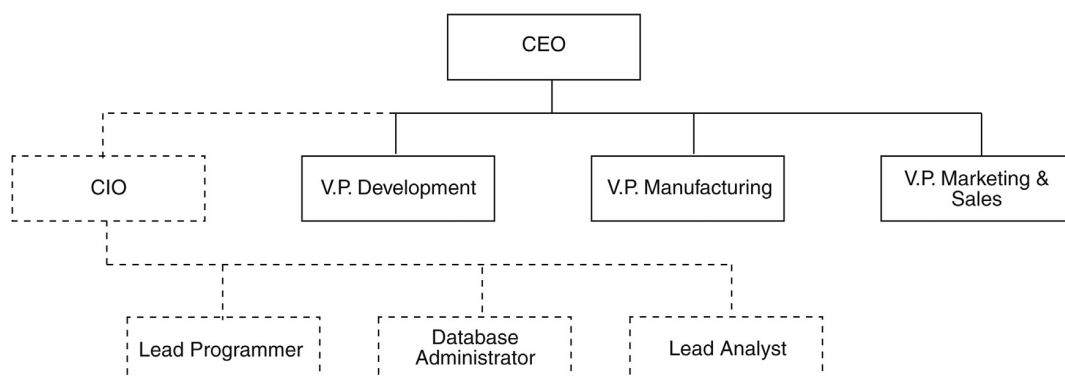 CEO
CIO
V.P. Development
V.P. Manufacturing
V.P. Marketing &
Sales
Lead Programmer
Database
Administrator
Lead Analyst